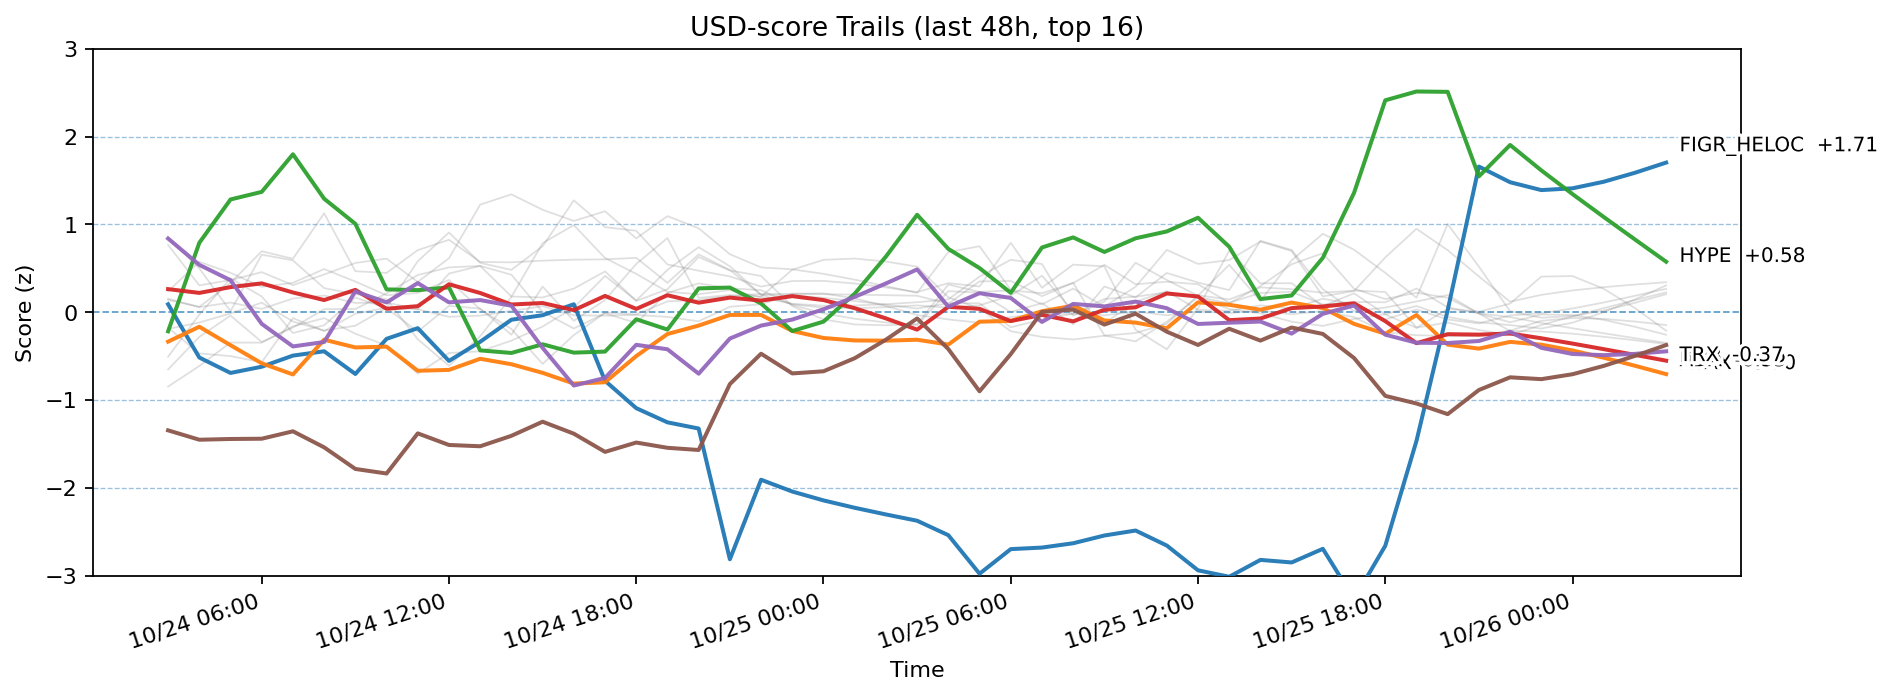 USD-score Trails (last 48h, top 16)
Score (z)
3
2
1
0
−1
−2
−3
FIGR_HELOC +1.71
HYPE +0.58
TRX -0.37
10/24 06:00
10/24 12:00
10/24 18:00
10/25 00:00
10/25 06:00
10/25 12:00
10/25 18:00
10/26 00:00
Time